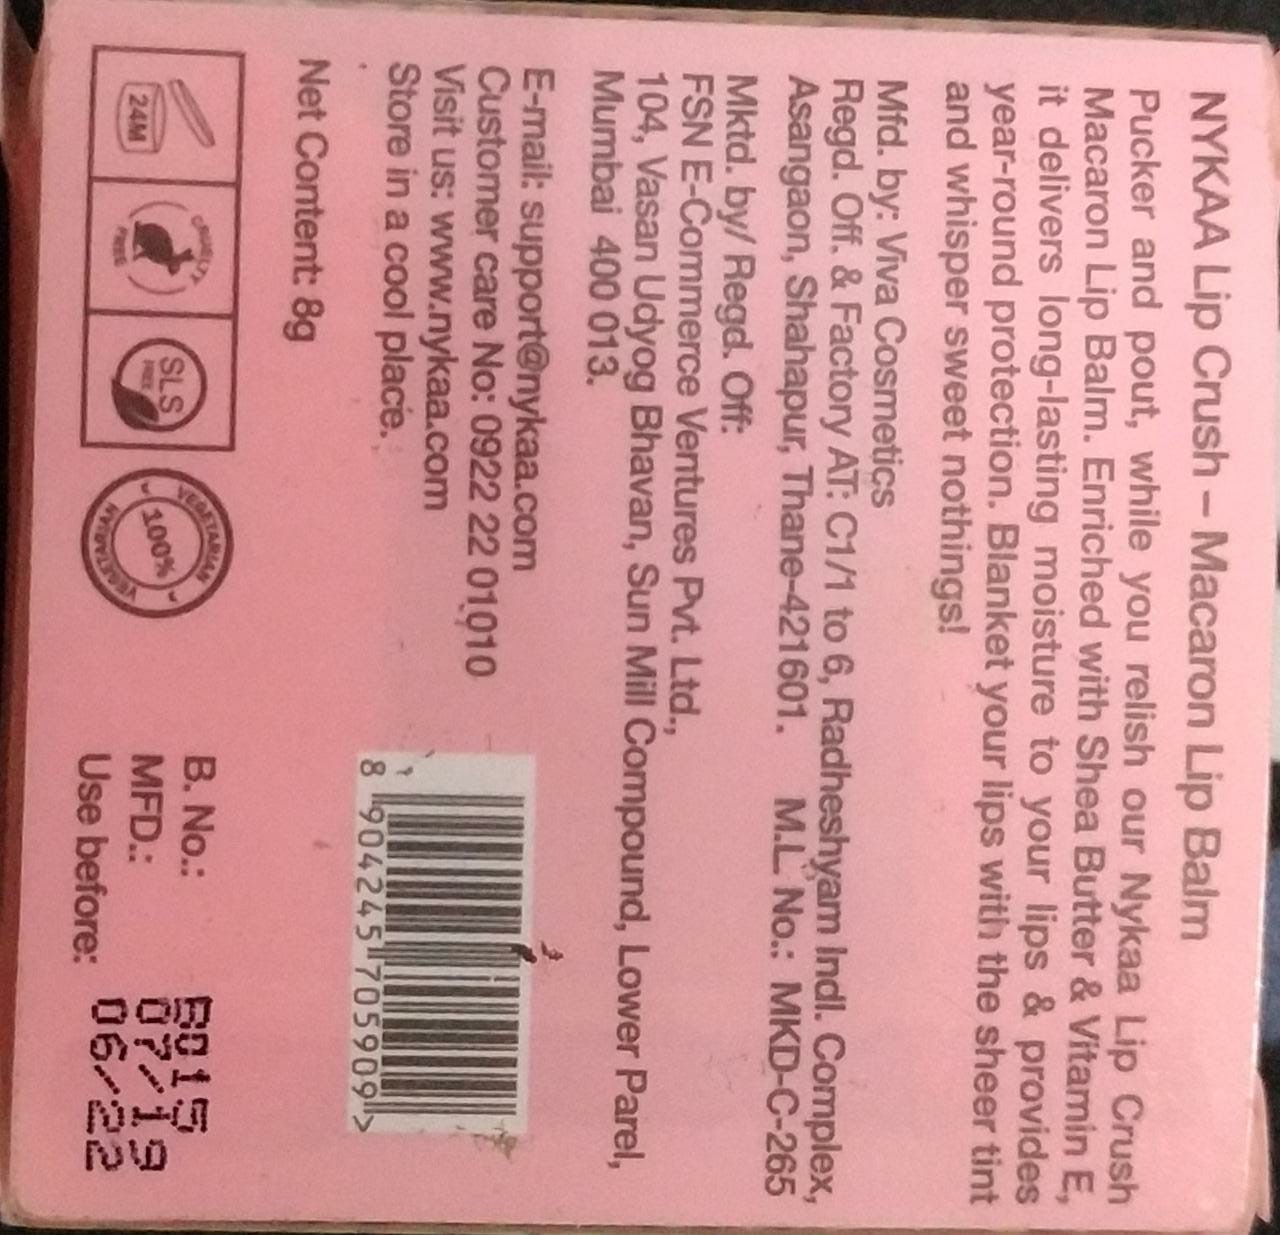 NYKAA Lip Crush – Macaron Lip Balm
Pucker and pout, while you relish our Nykaa Lip Crush
Macaron Lip Balm. Enriched with Shea Butter & Vitamin E,
it delivers long-lasting moisture to your lips & provides
year-round protection. Blanket your lips with the sheer tint
and whisper sweet nothings!
Mfd. by: Viva Cosmetics
Regd. Off. & Factory AT: C1/1 to 6, Radheshyam Indl. Complex,
Asangaon, Shahapur, Thane–421601. M.L. No.: MKD-C-265
Mktd. by/ Regd. Off:
FSN E-Commerce Ventures Pvt. Ltd.,
104, Vasan Udyog Bhavan, Sun Mill Compound, Lower Parel,
Mumbai 400 013.
E-mail: support@nykaa.com
Customer care No: 0922 22 01010
Visit us: www.nykaa.com
Store in a cool place.
8 904245 705909 >
Net Content: 8g
24M
CRUELTY FREE
SLS FREE
VEGETARIAN 100% VEGETARIAN
B. No.: E015
MFD.: 07/19
Use before: 06/22